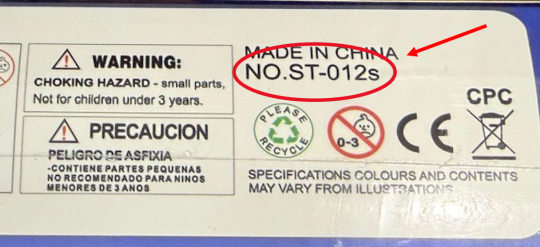 WARNING:
CHOKING HAZARD - small parts,
Not for children under 3 years.
PRECAUCION
PELIGRO DE ASFIXIA
-CONTIENE PARTES PEQUENAS
NO RECOMENDADO PARA NINOS
MENORES DE 3 ANOS
MADE IN CHINA
NO.ST-012s
PLEASE
RECYCLE
0-3
CE
CPC
SPECIFICATIONS COLOURS AND CONTENTS
MAY VARY FROM ILLUSTRATIONS